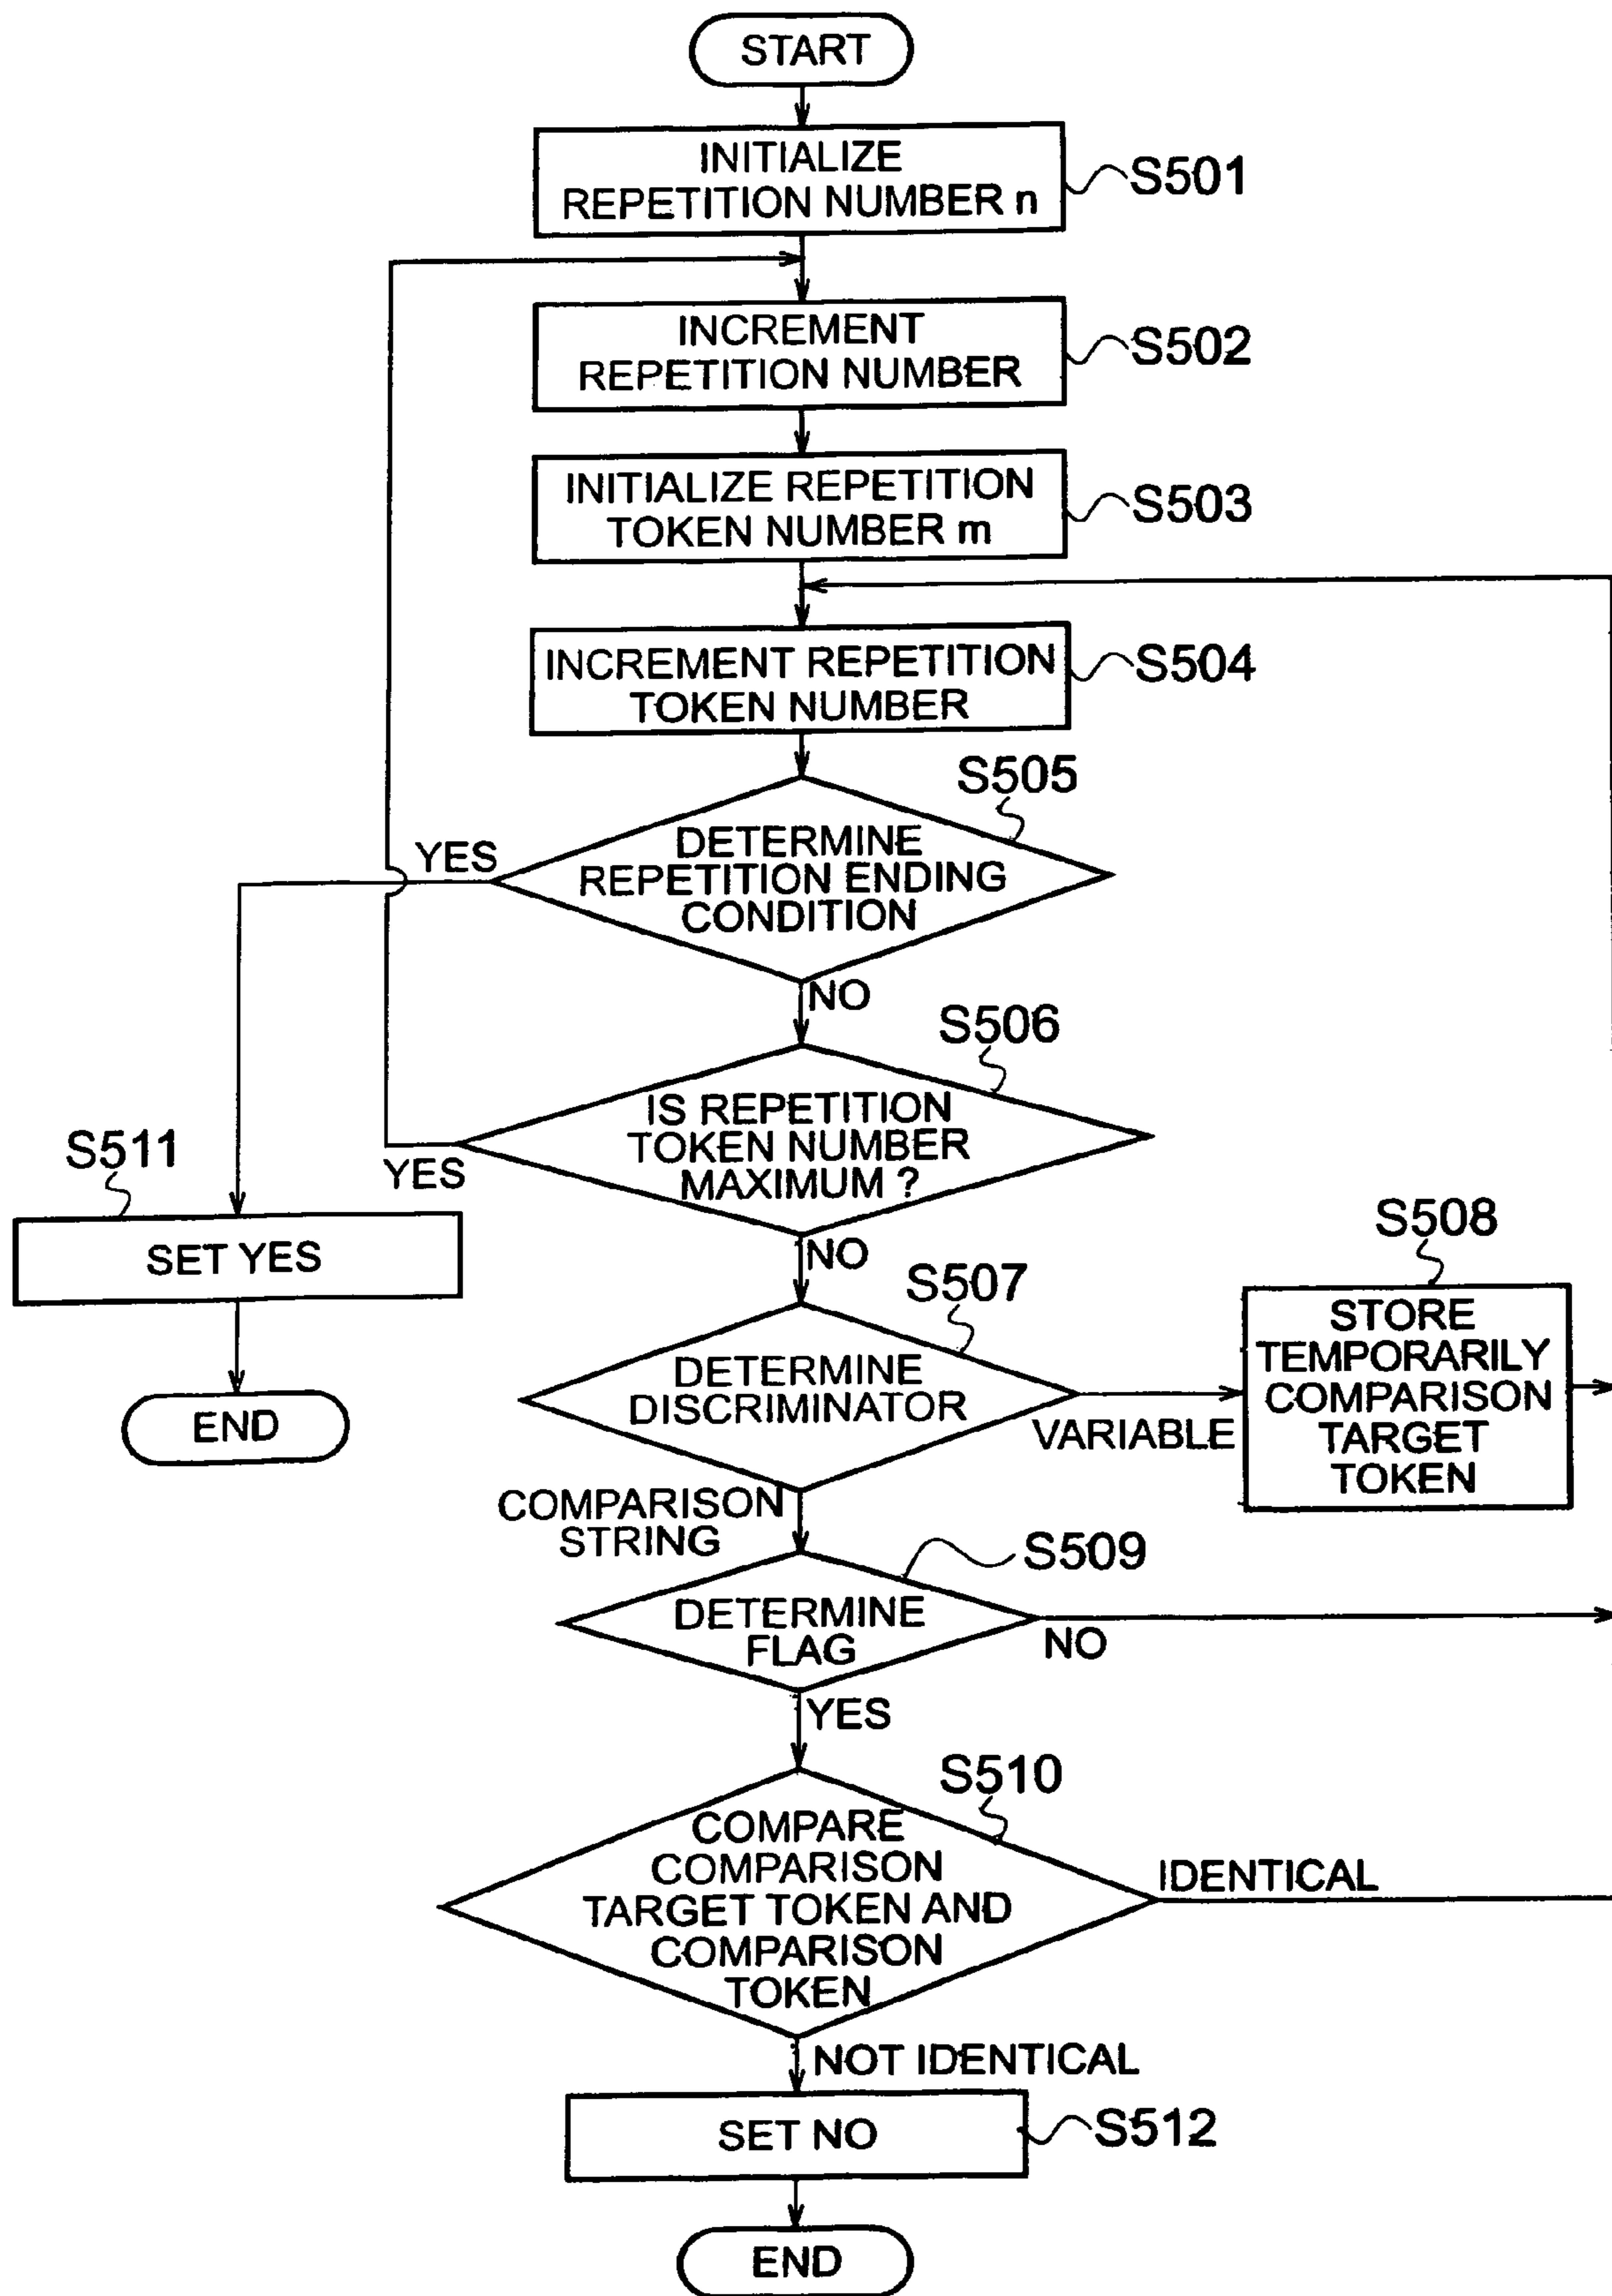 START
INITIALIZE
REPETITION NUMBER n
S501
INCREMENT
REPETITION NUMBER
S502
INITIALIZE REPETITION
TOKEN NUMBER m
S503
INCREMENT REPETITION
TOKEN NUMBER
S504
S505
DETERMINE
REPETITION ENDING
CONDITION
YES
NO
S506
IS REPETITION
TOKEN NUMBER
MAXIMUM ?
YES
NO
S511
SET YES
END
S507
DETERMINE
DISCRIMINATOR
VARIABLE
S508
STORE
TEMPORARILY
COMPARISON
TARGET
TOKEN
COMPARISON
STRING
S509
DETERMINE
FLAG
NO
YES
S510
COMPARE
COMPARISON
TARGET TOKEN AND
COMPARISON
TOKEN
IDENTICAL
NOT IDENTICAL
SET NO
S512
END